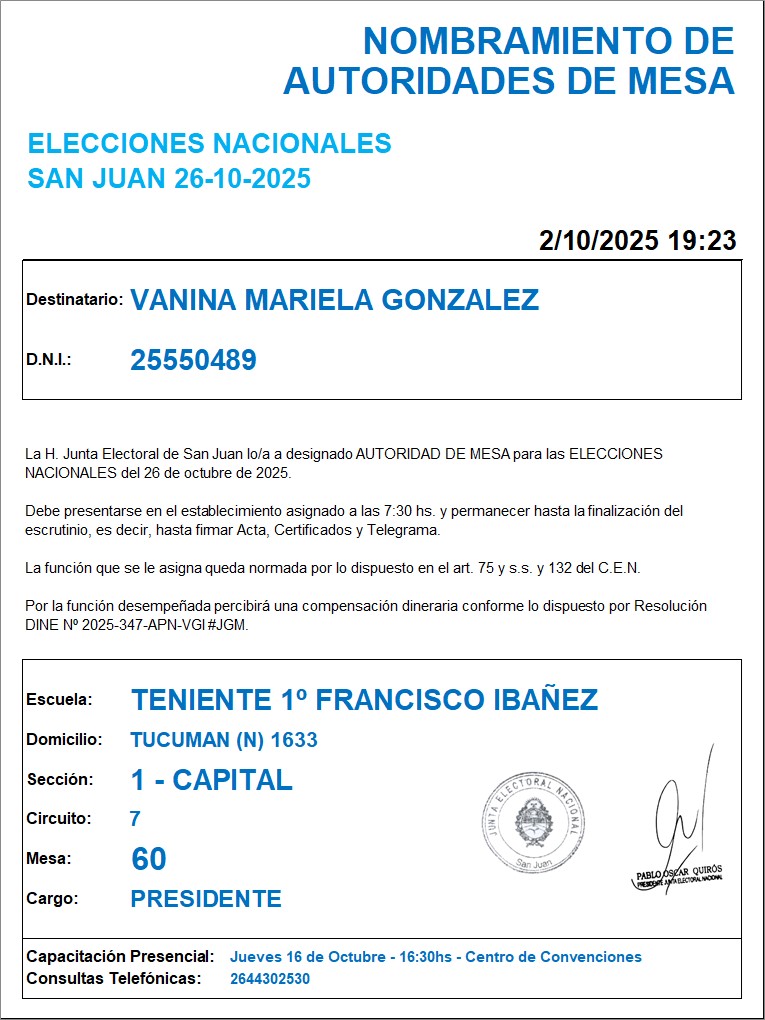 NOMBRAMIENTO DE
AUTORIDADES DE MESA
ELECCIONES NACIONALES
SAN JUAN 26-10-2025
2/10/2025 19:23
Destinatario: VANINA MARIELA GONZALEZ
D.N.I.: 25550489
La H. Junta Electoral de San Juan lo/a a designado AUTORIDAD DE MESA para las ELECCIONES
NACIONALES del 26 de octubre de 2025.
Debe presentarse en el establecimiento asignado a las 7:30 hs. y permanecer hasta la finalización del
escrutinio, es decir, hasta firmar Acta, Certificados y Telegrama.
La función que se le asigna queda normada por lo dispuesto en el art. 75 y s.s. y 132 del C.E.N.
Por la función desempeñada percibirá una compensación dineraria conforme lo dispuesto por Resolución
DINE Nº 2025-347-APN-VGI#JGM.
Escuela: TENIENTE 1º FRANCISCO IBAÑEZ
Domicilio: TUCUMAN (N) 1633
Sección: 1 - CAPITAL
Circuito: 7
Mesa: 60
Cargo: PRESIDENTE
JUNTA ELECTORAL NACIONAL
San Juan
PABLO OSCAR QUIRÓS
PRESIDENTE JUNTA ELECTORAL NACIONAL
Capacitación Presencial: Jueves 16 de Octubre - 16:30hs - Centro de Convenciones
Consultas Telefónicas: 2644302530